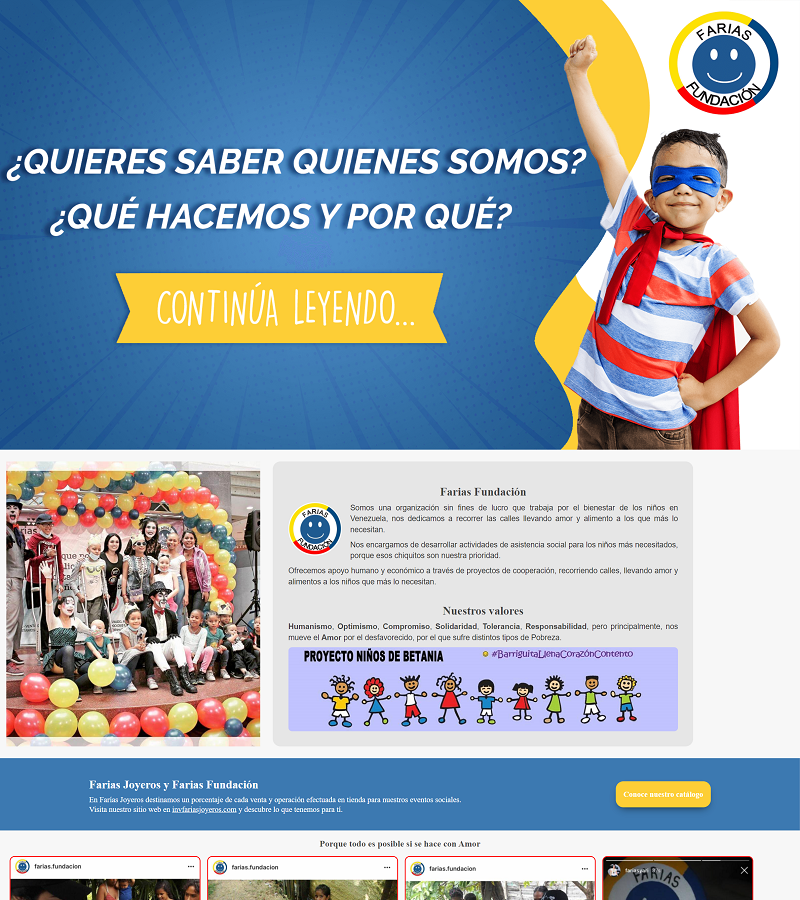 FARIAS
FUNDACIÓN
¿QUIERES SABER QUIENES SOMOS?
¿QUÉ HACEMOS Y POR QUÉ?
CONTINÚA LEYENDO...
Farias Fundación
FARIAS
FUNDACIÓN
Somos una organización sin fines de lucro que trabaja por el bienestar de los niños en
Venezuela, nos dedicamos a recorrer las calles llevando amor y alimento a los que más lo
necesitan.
Nos encargamos de desarrollar actividades de asistencia social para los niños más necesitados,
porque esos chiquitos son nuestra prioridad.
Ofrecemos apoyo humano y económico a través de proyectos de cooperación, recorriendo calles, llevando amor y
alimentos a los niños que más lo necesitan.
Nuestros valores
Humanismo, Optimismo, Compromiso, Solidaridad, Tolerancia, Responsabilidad, pero principalmente, nos
mueve el Amor por el desfavorecido, por el que sufre distintos tipos de Pobreza.
PROYECTO NIÑOS DE BETANIA
#BarriguitaLlenaCorazónContento
Farias Joyeros y Farias Fundación
En Farías Joyeros destinamos un porcentaje de cada venta y operación efectuada en tienda para nuestros eventos sociales.
Visita nuestro sitio web en invfariasjoyeros.com y descubre lo que tenemos para tí.
Conoce nuestro catálogo
Porque todo es posible si se hace con Amor
farias.fundacion
farias.fundacion
farias.fundacion
FARIAS